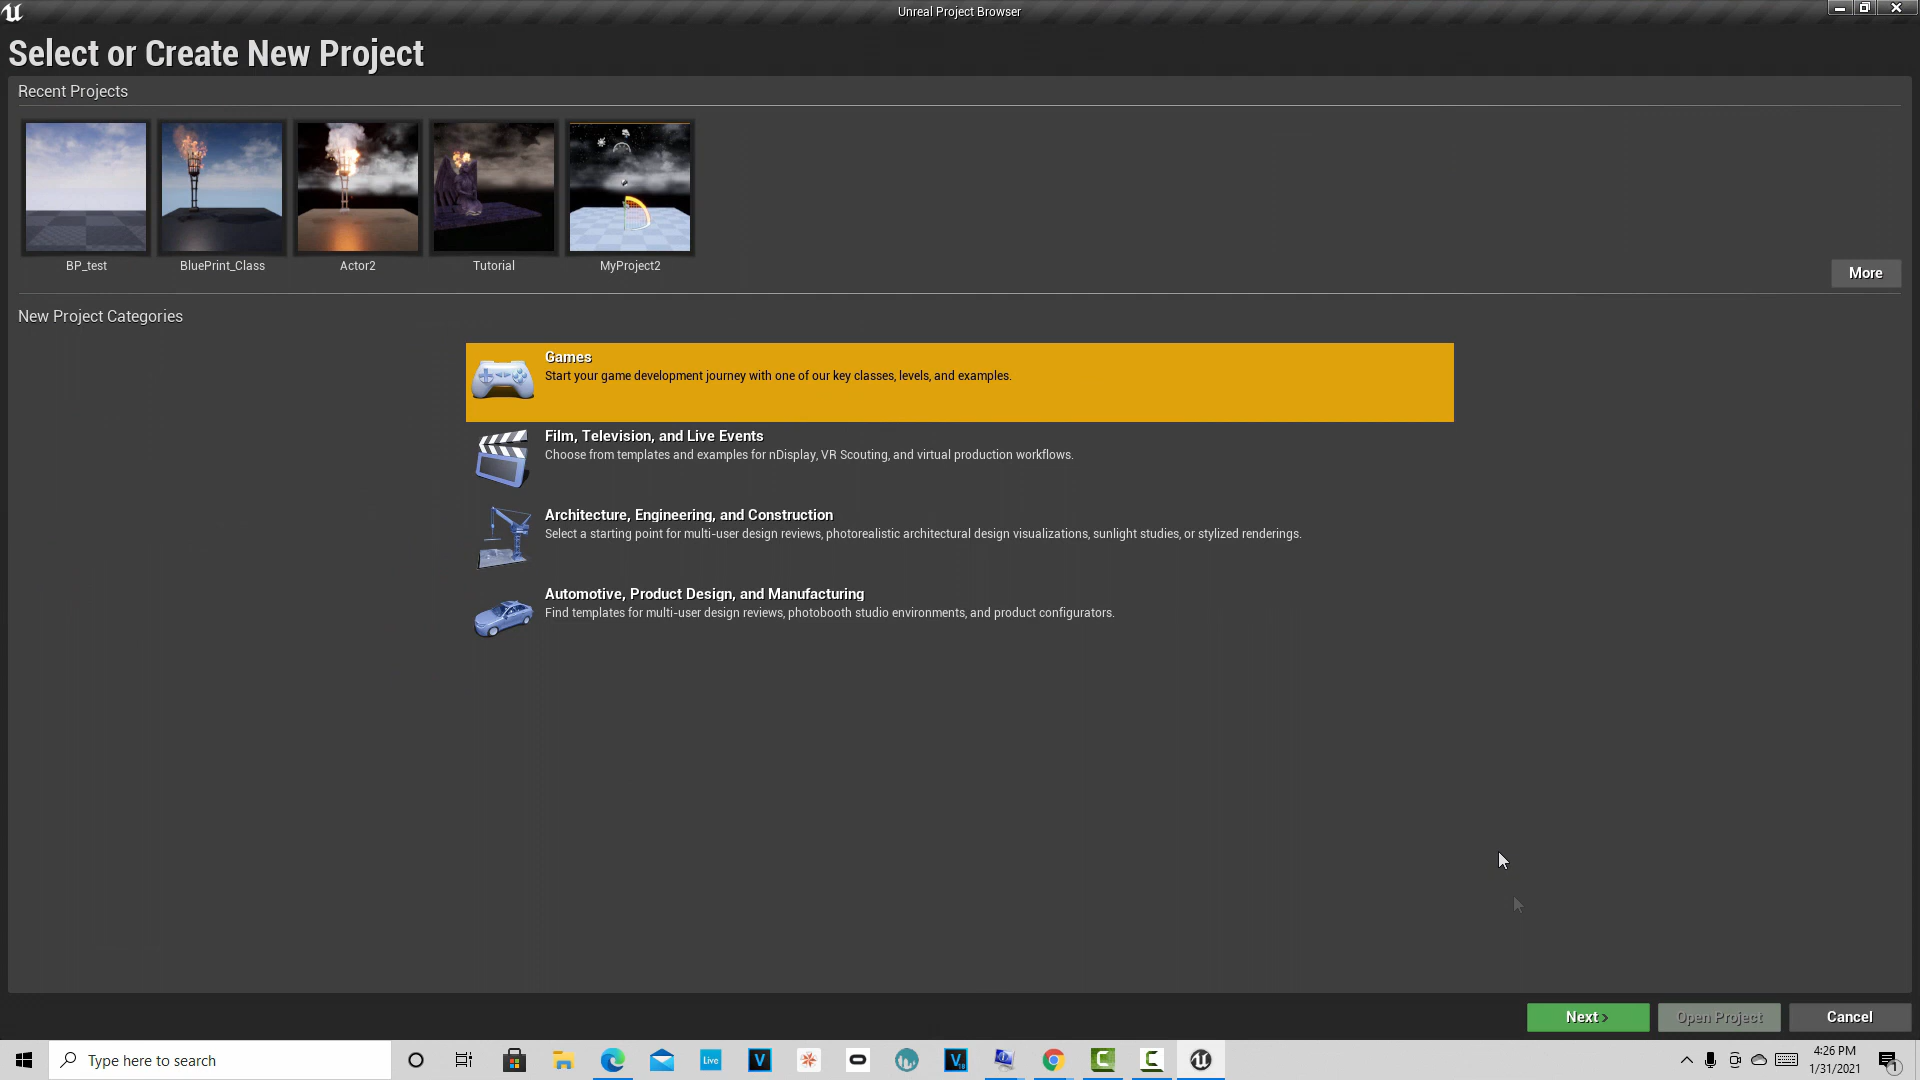 Unreal Project Browser
Select or Create New Project
Recent Projects
BP_test
BluePrint_Class
Actor2
Tutorial
MyProject2
More
New Project Categories
Games
Start your game development journey with one of our key classes, levels, and examples.
Film, Television, and Live Events
Choose from templates and examples for nDisplay, VR Scouting, and virtual production workflows.
Architecture, Engineering, and Construction
Select a starting point for multi-user design reviews, photorealistic architectural design visualizations, sunlight studies, or stylized renderings.
Automotive, Product Design, and Manufacturing
Find templates for multi-user design reviews, photobooth studio environments, and product configurators.
Next >
Open Project
Cancel
Type here to search
Live
V
V
4:26 PM
1/31/2021
1